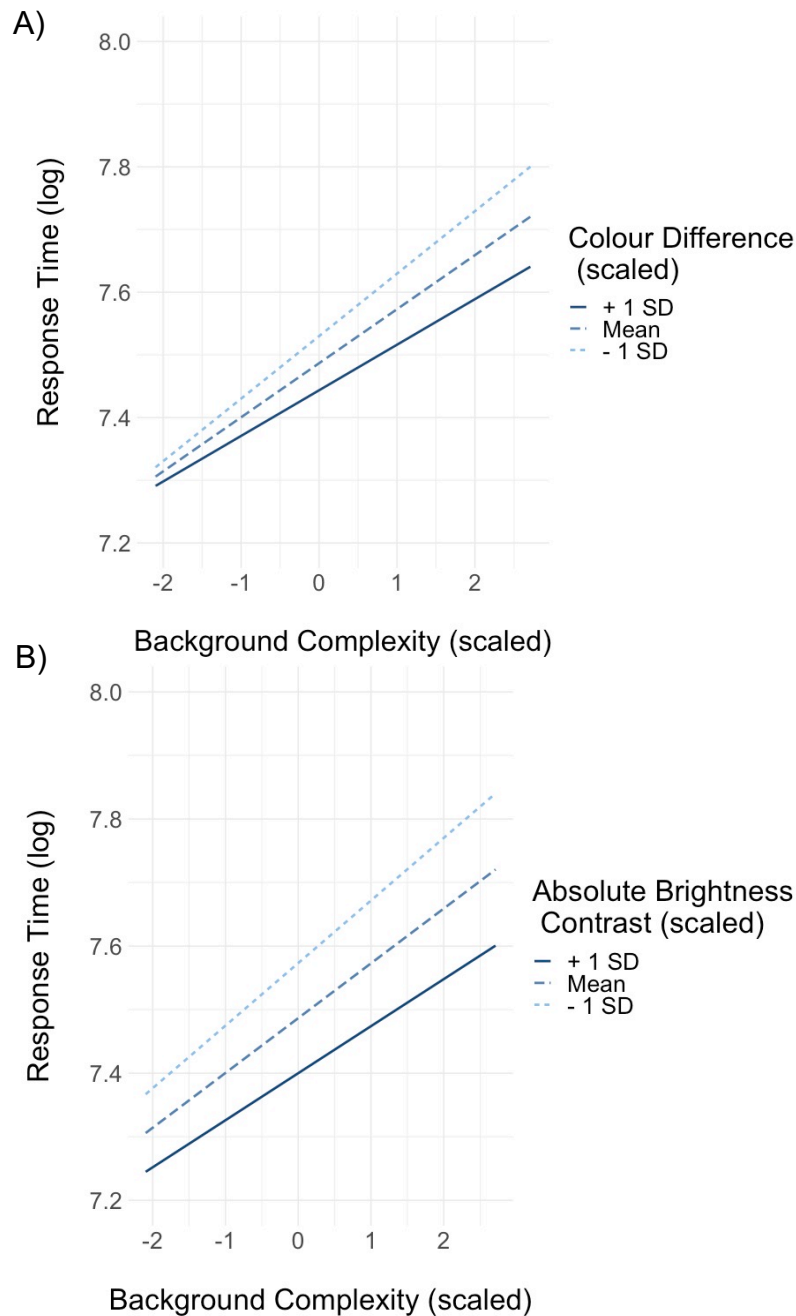 A)
8.0
7.8
7.6
7.4
7.2
Response Time (log)
-2 -1 0 1 2
Background Complexity (scaled)
Colour Difference
(scaled)
+ 1 SD
Mean
- 1 SD
B)
8.0
7.8
7.6
7.4
7.2
Response Time (log)
-2 -1 0 1 2
Background Complexity (scaled)
Absolute Brightness
Contrast (scaled)
+ 1 SD
Mean
- 1 SD